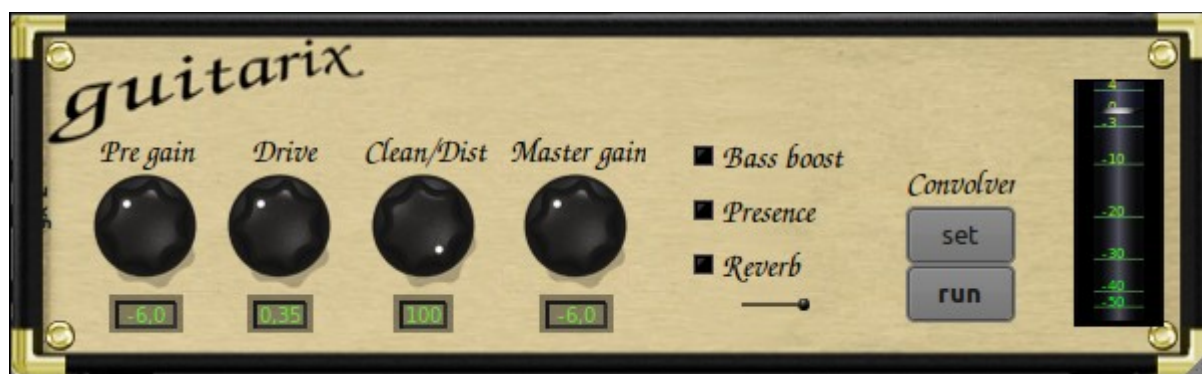 guitarix
Pre gain Drive Clean/Dist Master gain
Bass boost
Presence
Reverb
Convolver
set
run
-6,0 0,35 100 -6,0
4
0
-3
-10
-20
-30
-40
-50